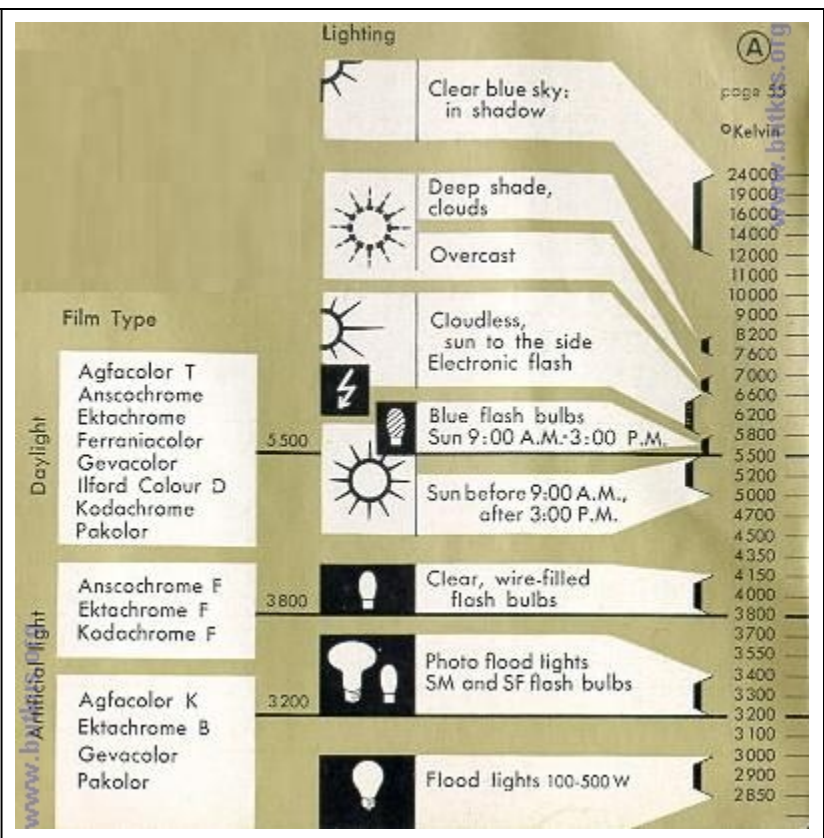 Lighting
A
page 55
°Kelvin
Clear blue sky:
in shadow
Deep shade,
clouds
Overcast
Cloudless,
sun to the side
Electronic flash
Blue flash bulbs
Sun 9:00 A.M.-3:00 P.M.
Sun before 9:00 A.M.,
after 3:00 P.M.
Clear, wire-filled
flash bulbs
Photo flood lights
SM and SF flash bulbs
Flood lights 100-500 W
24000
19000
16000
14000
12000
11000
10000
9000
8200
7600
7000
6600
6200
5800
5500
5200
5000
4700
4500
4350
4150
4000
3800
3700
3550
3400
3300
3200
3100
3000
2900
2850
Film Type
Daylight
Agfacolor T
Anscochrome
Ektachrome
Ferraniacolor
Gevacolor
Ilford Colour D
Kodachrome
Pakolor
5500
Artificial light
Anscochrome F
Ektachrome F
Kodachrome F
3800
Agfacolor K
Ektachrome B
Gevacolor
Pakolor
3200
www.butkus.org
www.butkus.org